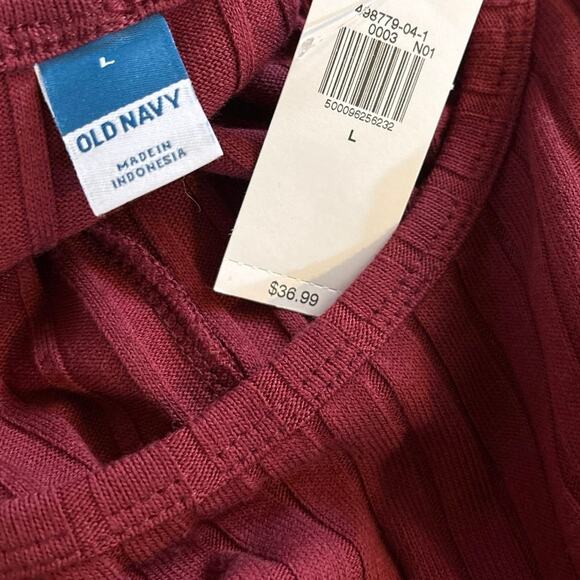 L
OLD NAVY
MADE IN
INDONESIA
498779-04-1
0003 N01
500096256232
L
$36.99